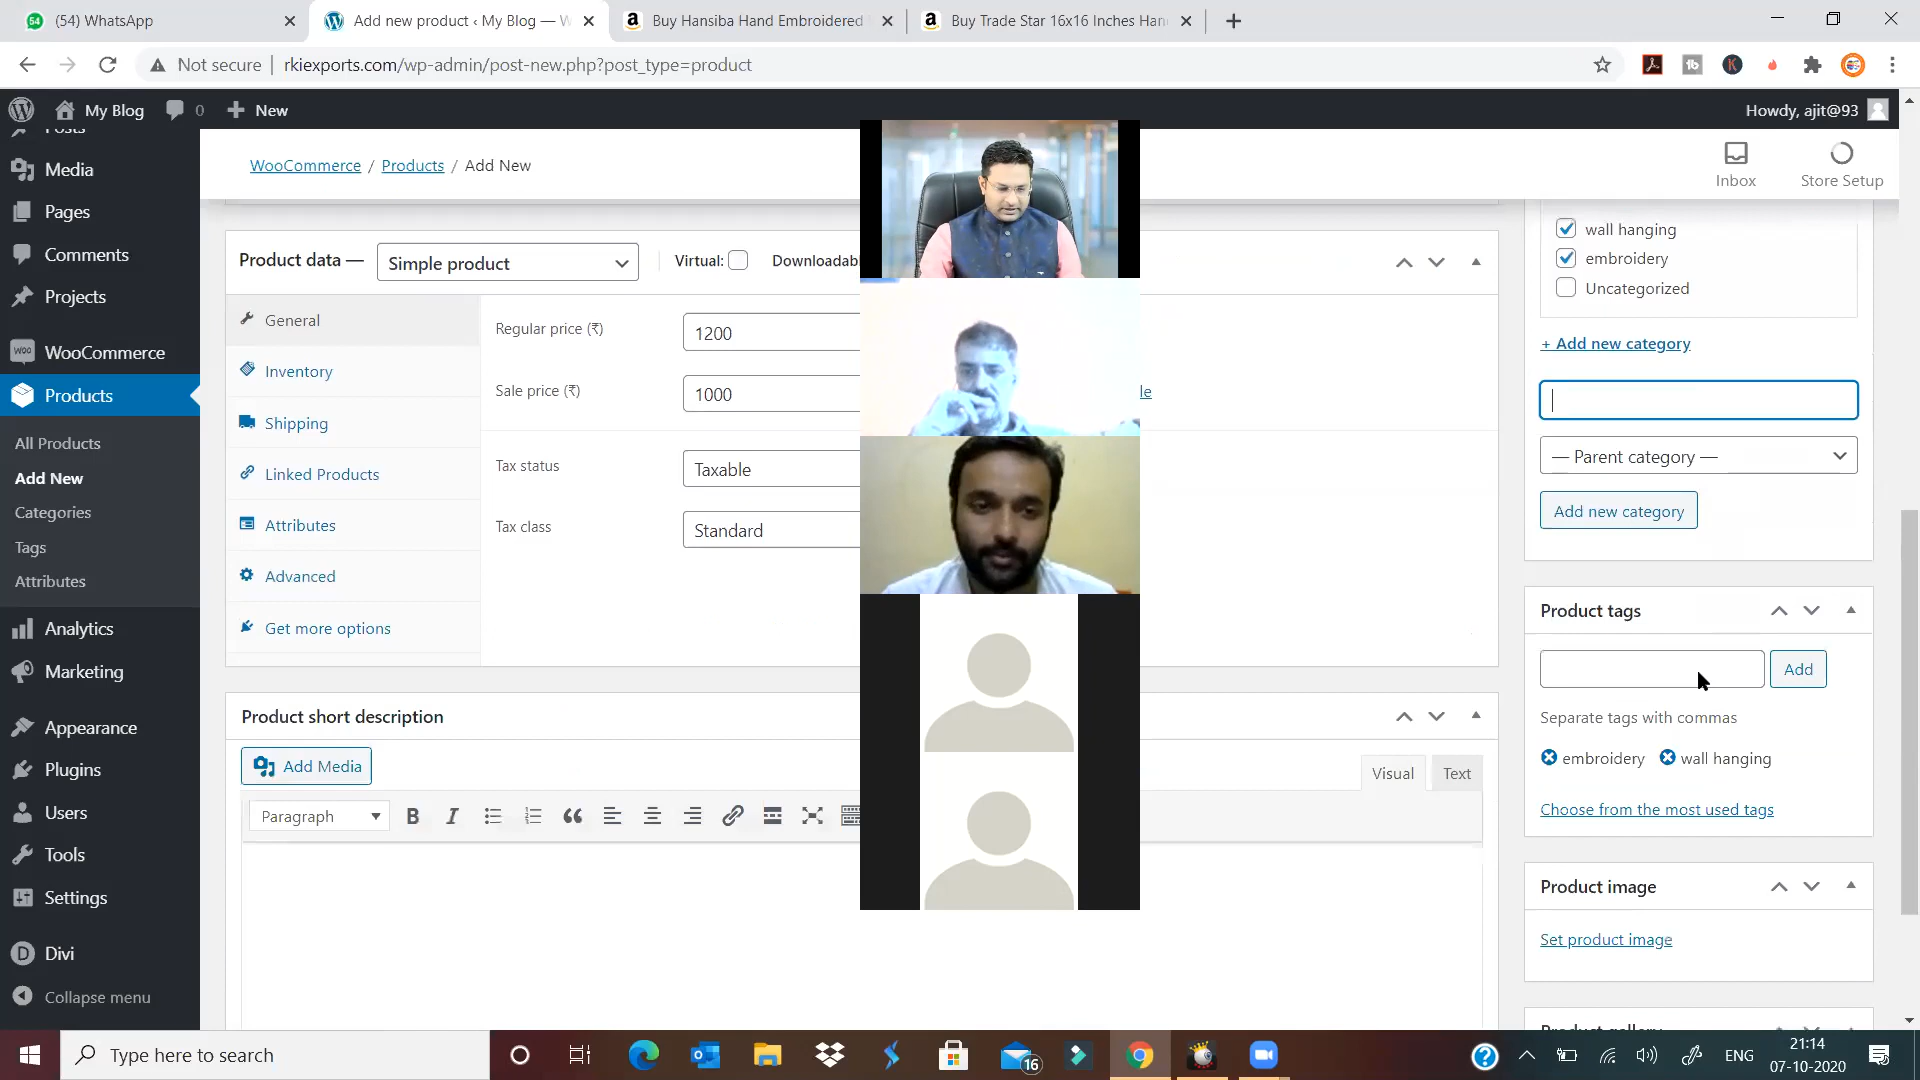 54
(54) WhatsApp
Add new product ‹ My Blog — W
a
Buy Hansiba Hand Embroidered
a
Buy Trade Star 16x16 Inches Han
Not secure
rkiexports.com/wp-admin/post-new.php?post_type=product
My Blog
0
New
Howdy, ajit@93
Posts
Media
Pages
Comments
Projects
WooCommerce
Products
All Products
Add New
Categories
Tags
Attributes
Analytics
Marketing
Appearance
Plugins
Users
Tools
Settings
Divi
Collapse menu
WooCommerce / Products / Add New
Inbox
Store Setup
Product data —
Simple product
Virtual:
Downloadabl
General
Inventory
Shipping
Linked Products
Attributes
Advanced
Get more options
Regular price (₹)
1200
Sale price (₹)
1000
le
Tax status
Taxable
Tax class
Standard
Product short description
Add Media
Visual
Text
Paragraph
wall hanging
embroidery
Uncategorized
+ Add new category
— Parent category —
Add new category
Product tags
Add
Separate tags with commas
embroidery
wall hanging
Choose from the most used tags
Product image
Set product image
Product gallery
Type here to search
16
ENG
21:14
07-10-2020